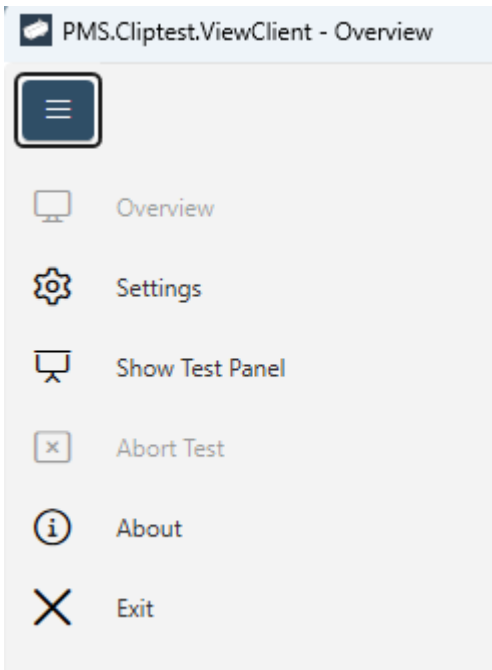 PMS.Cliptest.ViewClient - Overview
Overview
Settings
Show Test Panel
Abort Test
About
Exit